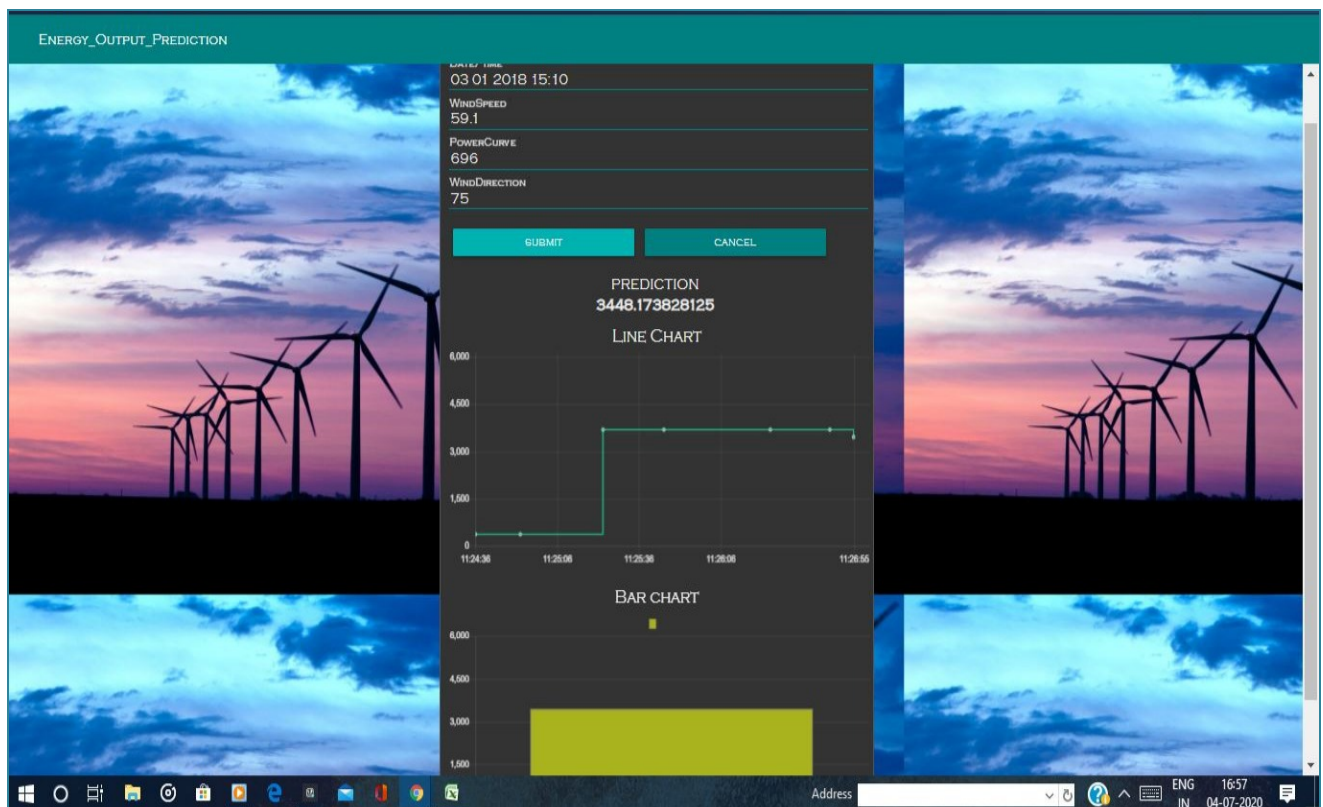 Energy_Output_Prediction
Date/Time
03 01 2018 15:10
WindSpeed
59.1
PowerCurve
696
WindDirection
75
SUBMIT CANCEL
PREDICTION
3448.173828125
Line Chart
6,000
4,500
3,000
1,500
0
11:24:36 11:25:06 11:25:36 11:26:06 11:26:55
Bar chart
6,000
4,500
3,000
1,500
Address ENG 16:57
IN 04-07-2020